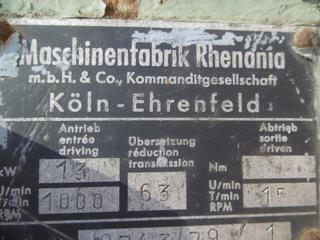 Maschinenfabrik Rhenania
m.b.H. & Co., Kommanditgesellschaft
Köln-Ehrenfeld
Antrieb Abtrieb
entrée Übersetzung sortie
driving réduction driven
kW 13 transmission Nm
U/min U/min
T/min 1000 63 T/min 15
RPM RPM